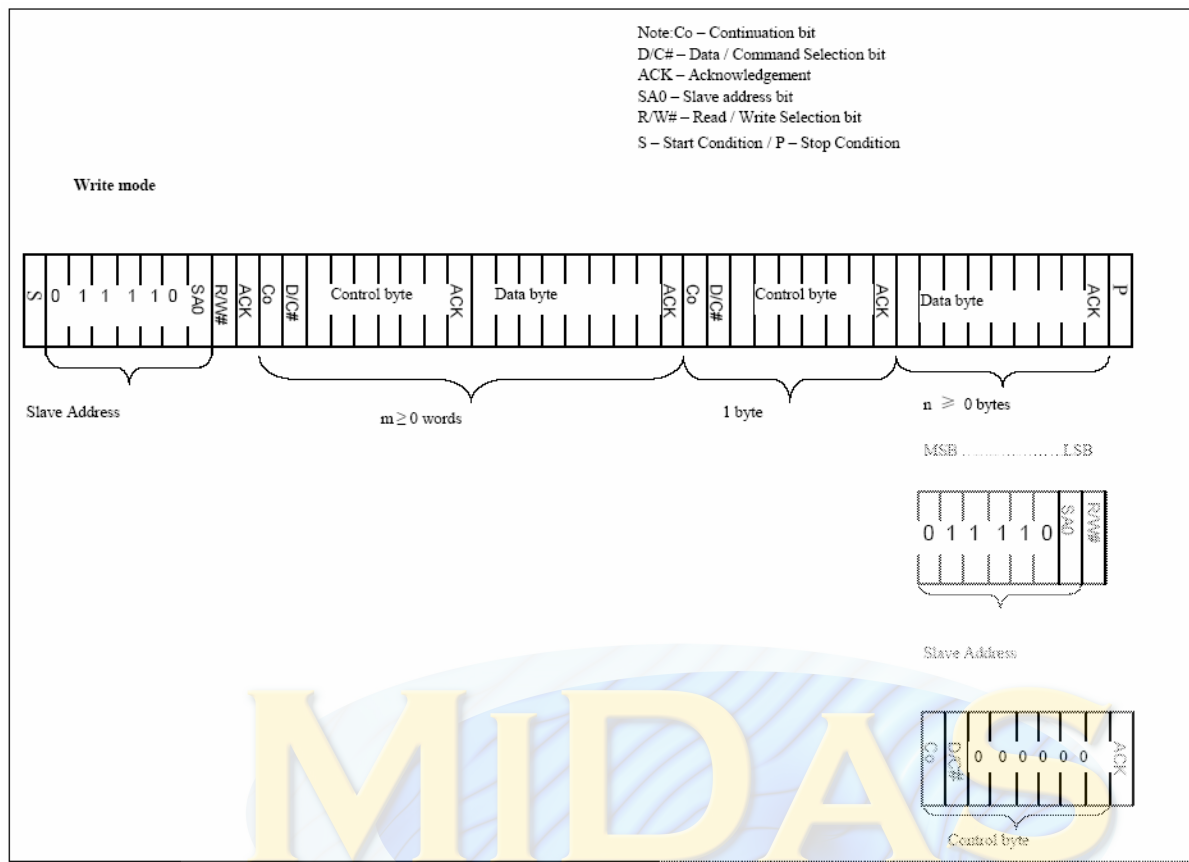 Note:Co – Continuation bit
D/C# – Data / Command Selection bit
ACK – Acknowledgement
SA0 – Slave address bit
R/W# – Read / Write Selection bit
S – Start Condition / P – Stop Condition
Write mode
S 0 1 1 1 1 0 SA0 R/W# ACK Co D/C# Control byte ACK Data byte ACK Co D/C# Control byte ACK Data byte ACK P
Slave Address
m ≥ 0 words
1 byte
n ≥ 0 bytes
MSB ......................LSB
0 1 1 1 1 0 SA0 R/W#
Slave Address
Co D/C# 0 0 0 0 0 0 ACK
Control byte
MIDAS